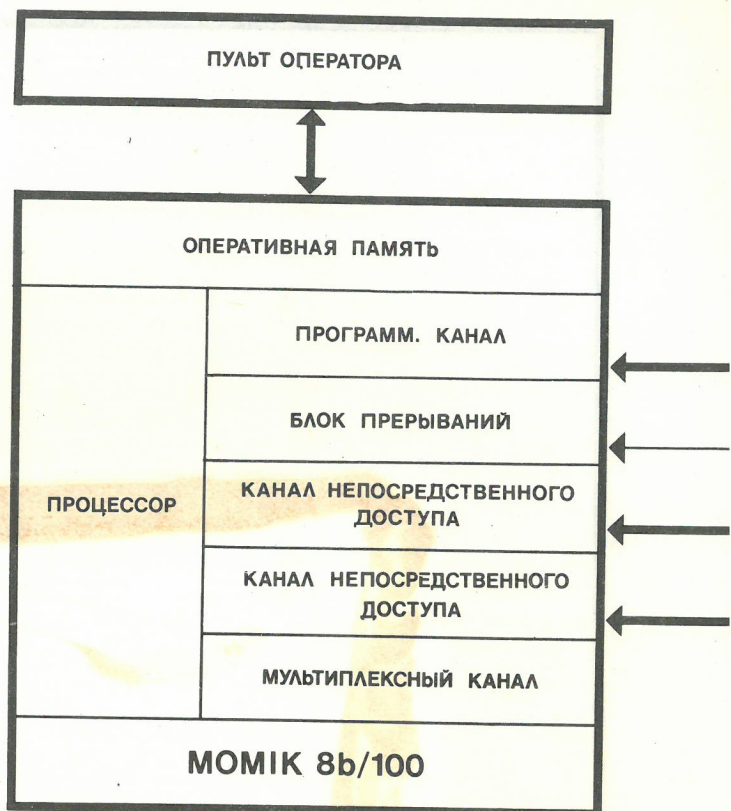 ПУЛЬТ ОПЕРАТОРА
ОПЕРАТИВНАЯ ПАМЯТЬ
ПРОГРАММ. КАНАЛ
БЛОК ПРЕРЫВАНИЙ
ПРОЦЕССОР
КАНАЛ НЕПОСРЕДСТВЕННОГО
ДОСТУПА
КАНАЛ НЕПОСРЕДСТВЕННОГО
ДОСТУПА
МУЛЬТИПЛЕКСНЫЙ КАНАЛ
MOMIK 8b/100